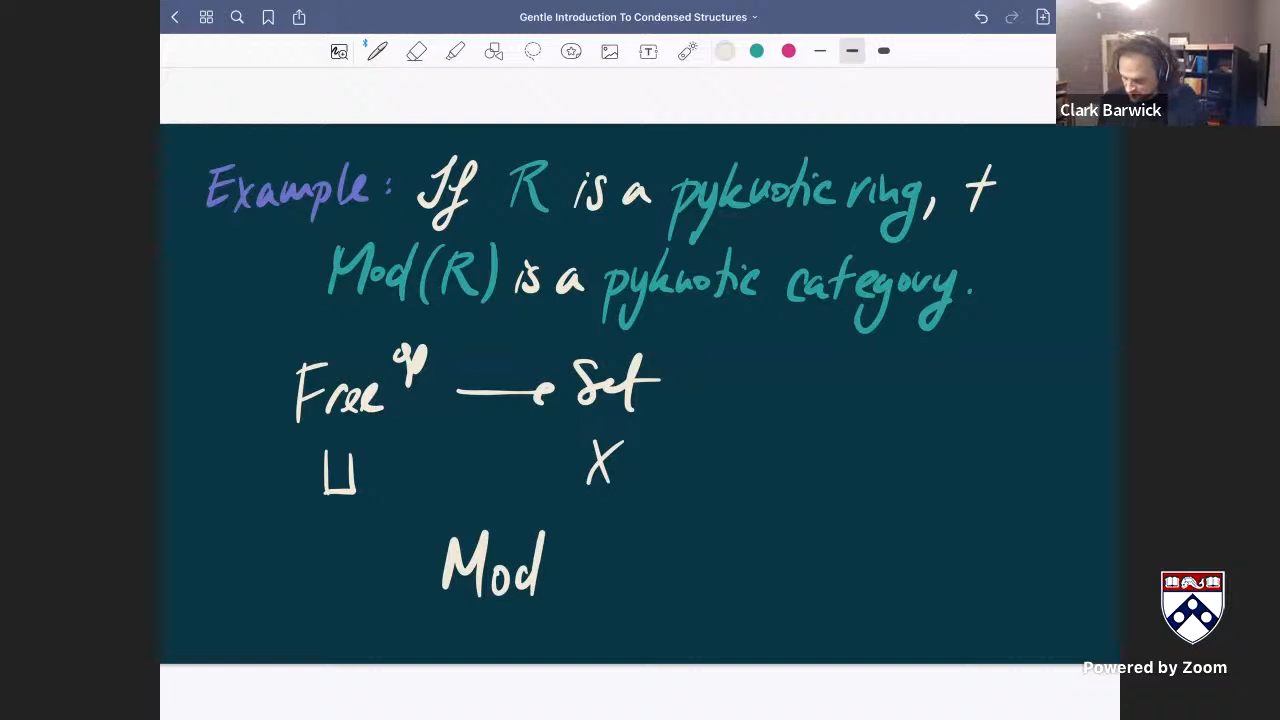 Gentle Introduction To Condensed Structures
Clark Barwick
Example: If R is a pyknotic ring, +
Mod(R) is a pyknotic category.
Free^op → Set
⊔ X
Mod
Powered by Zoom